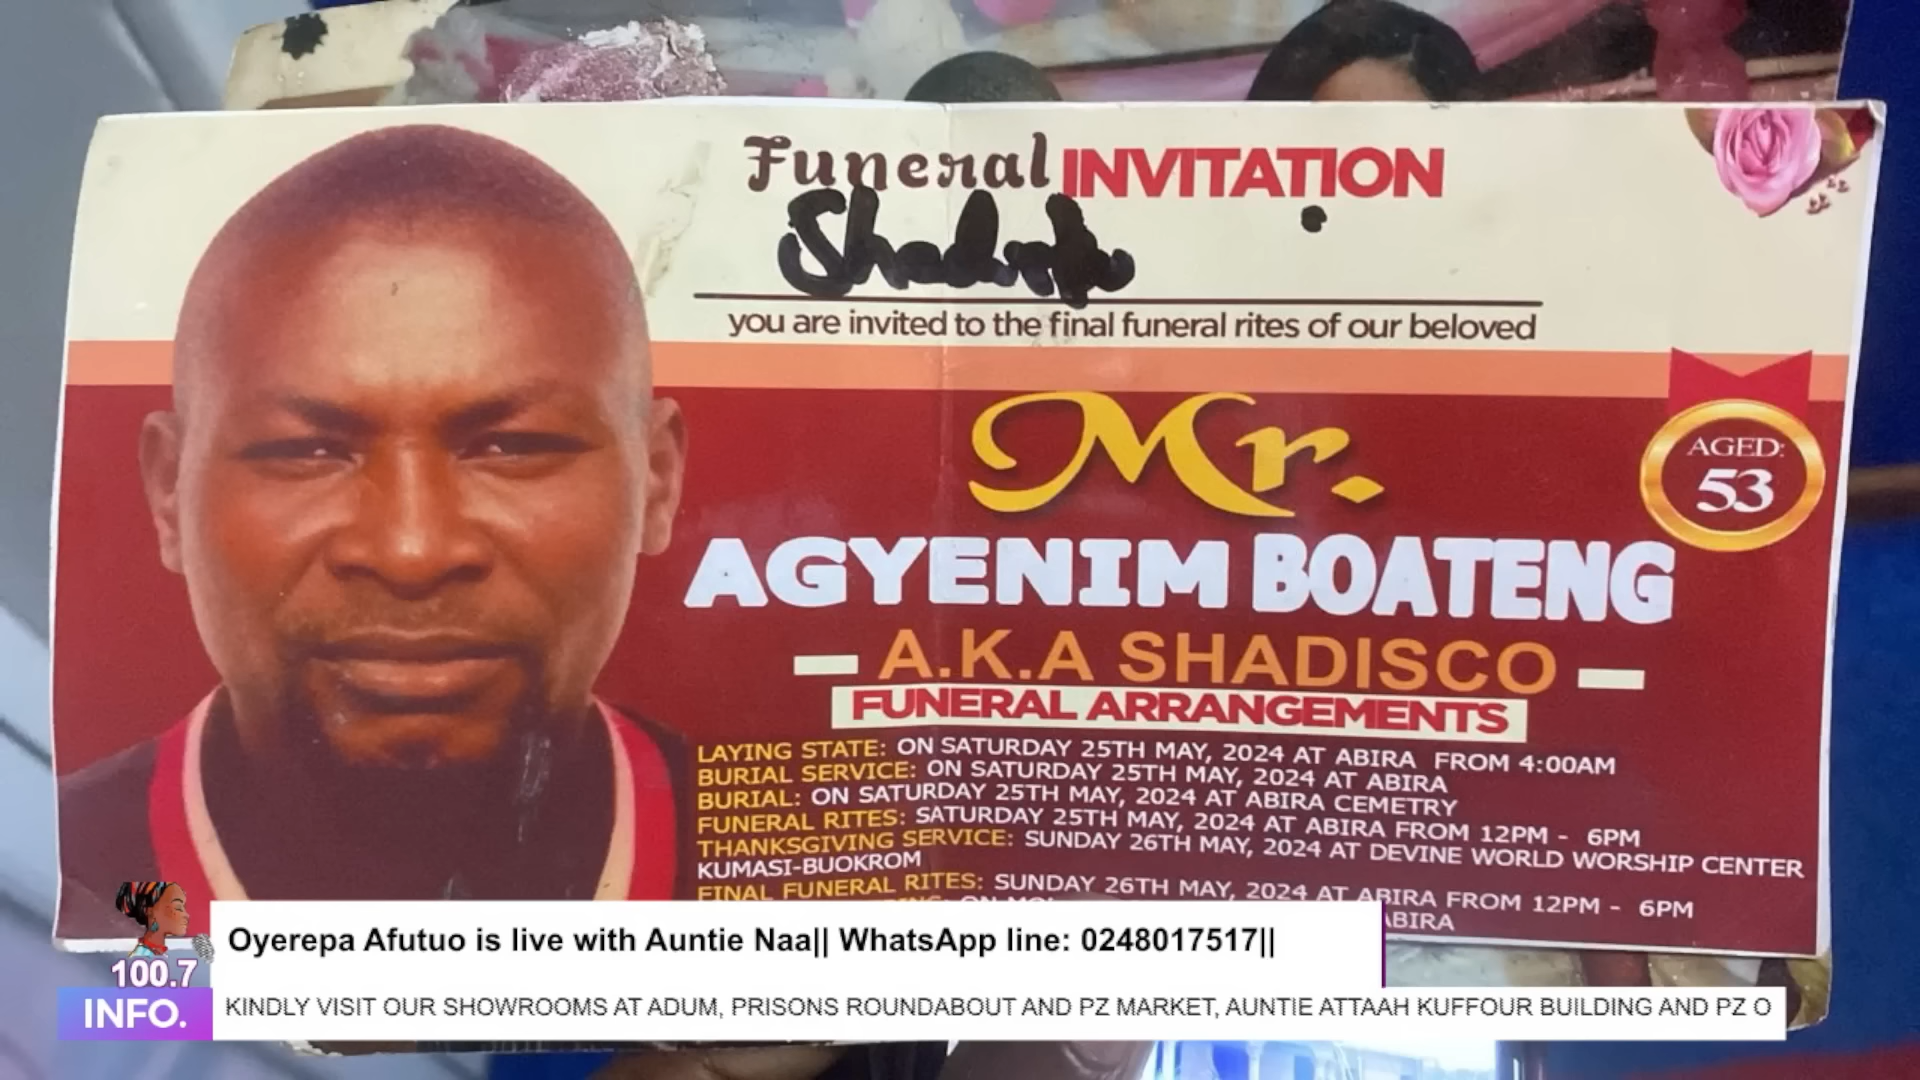 Funeral INVITATION
you are invited to the final funeral rites of our beloved
Mr.
AGED:
53
AGYENIM BOATENG
A.K.A SHADISCO
FUNERAL ARRANGEMENTS
LAYING STATE: ON SATURDAY 25TH MAY, 2024 AT ABIRA FROM 4:00AM
BURIAL SERVICE: ON SATURDAY 25TH MAY, 2024 AT ABIRA
BURIAL: ON SATURDAY 25TH MAY, 2024 AT ABIRA CEMETRY
FUNERAL RITES: SATURDAY 25TH MAY, 2024 AT ABIRA FROM 12PM - 6PM
THANKSGIVING SERVICE: SUNDAY 26TH MAY, 2024 AT DEVINE WORLD WORSHIP CENTER
KUMASI-BUOKROM
FINAL FUNERAL RITES: SUNDAY 26TH MAY, 2024 AT ABIRA FROM 12PM - 6PM
ABIRA
Oyerepa Afutuo is live with Auntie Naa|| WhatsApp line: 0248017517||
100.7
INFO.
KINDLY VISIT OUR SHOWROOMS AT ADUM, PRISONS ROUNDABOUT AND PZ MARKET, AUNTIE ATTAAH KUFFOUR BUILDING AND PZ O